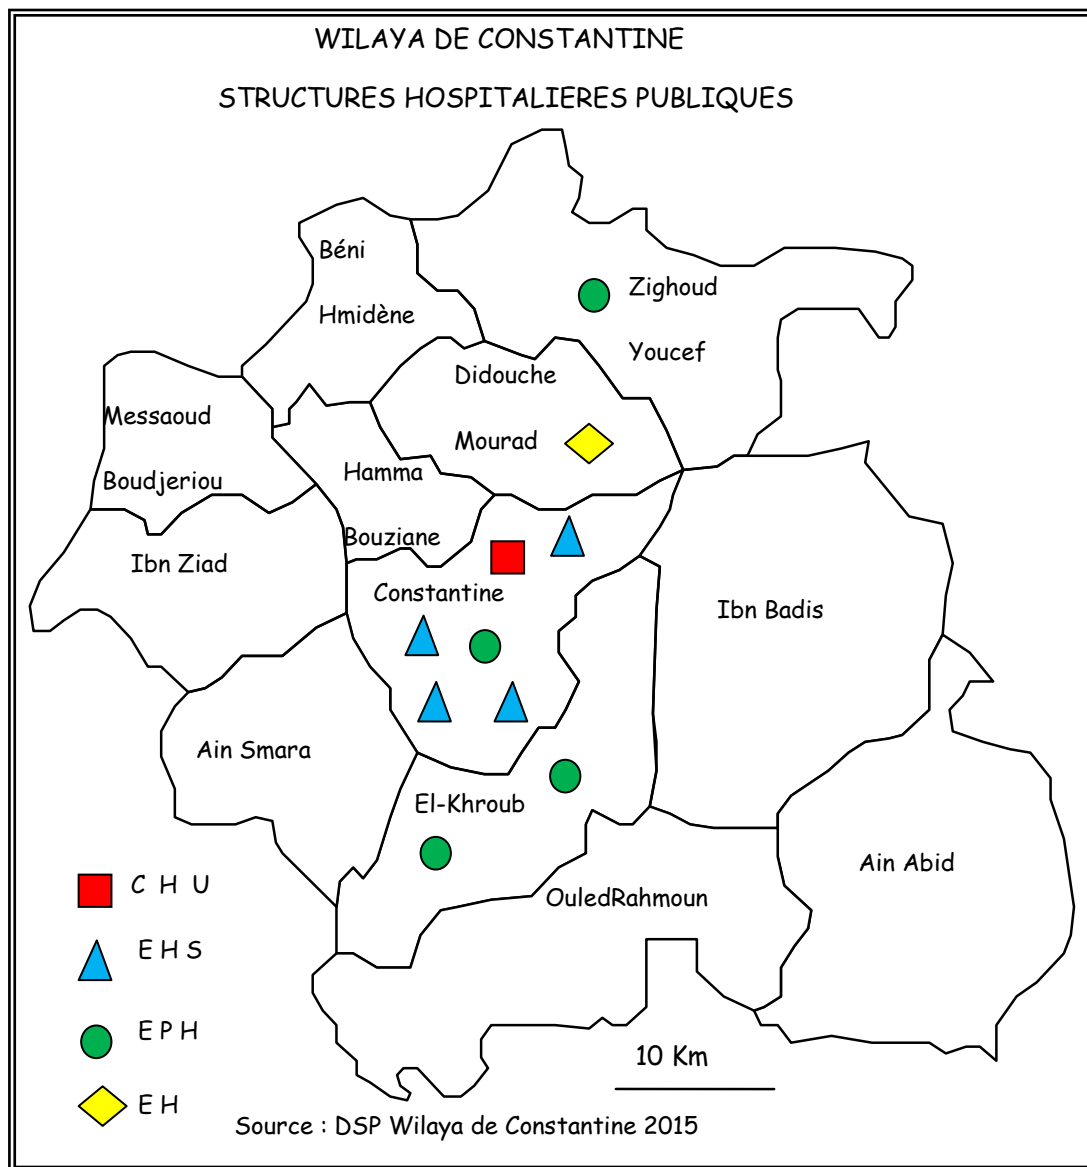 WILAYA DE CONSTANTINE
STRUCTURES HOSPITALIERES PUBLIQUES
Béni
Hmidène
Zighoud
Youcef
Didouche
Mourad
Messaoud
Boudjeriou
Hamma
Bouziane
Ibn Ziad
Constantine
Ibn Badis
Ain Smara
El-Khroub
Ain Abid
OuledRahmoun
C H U
E H S
E P H
E H
10 Km
Source : DSP Wilaya de Constantine 2015